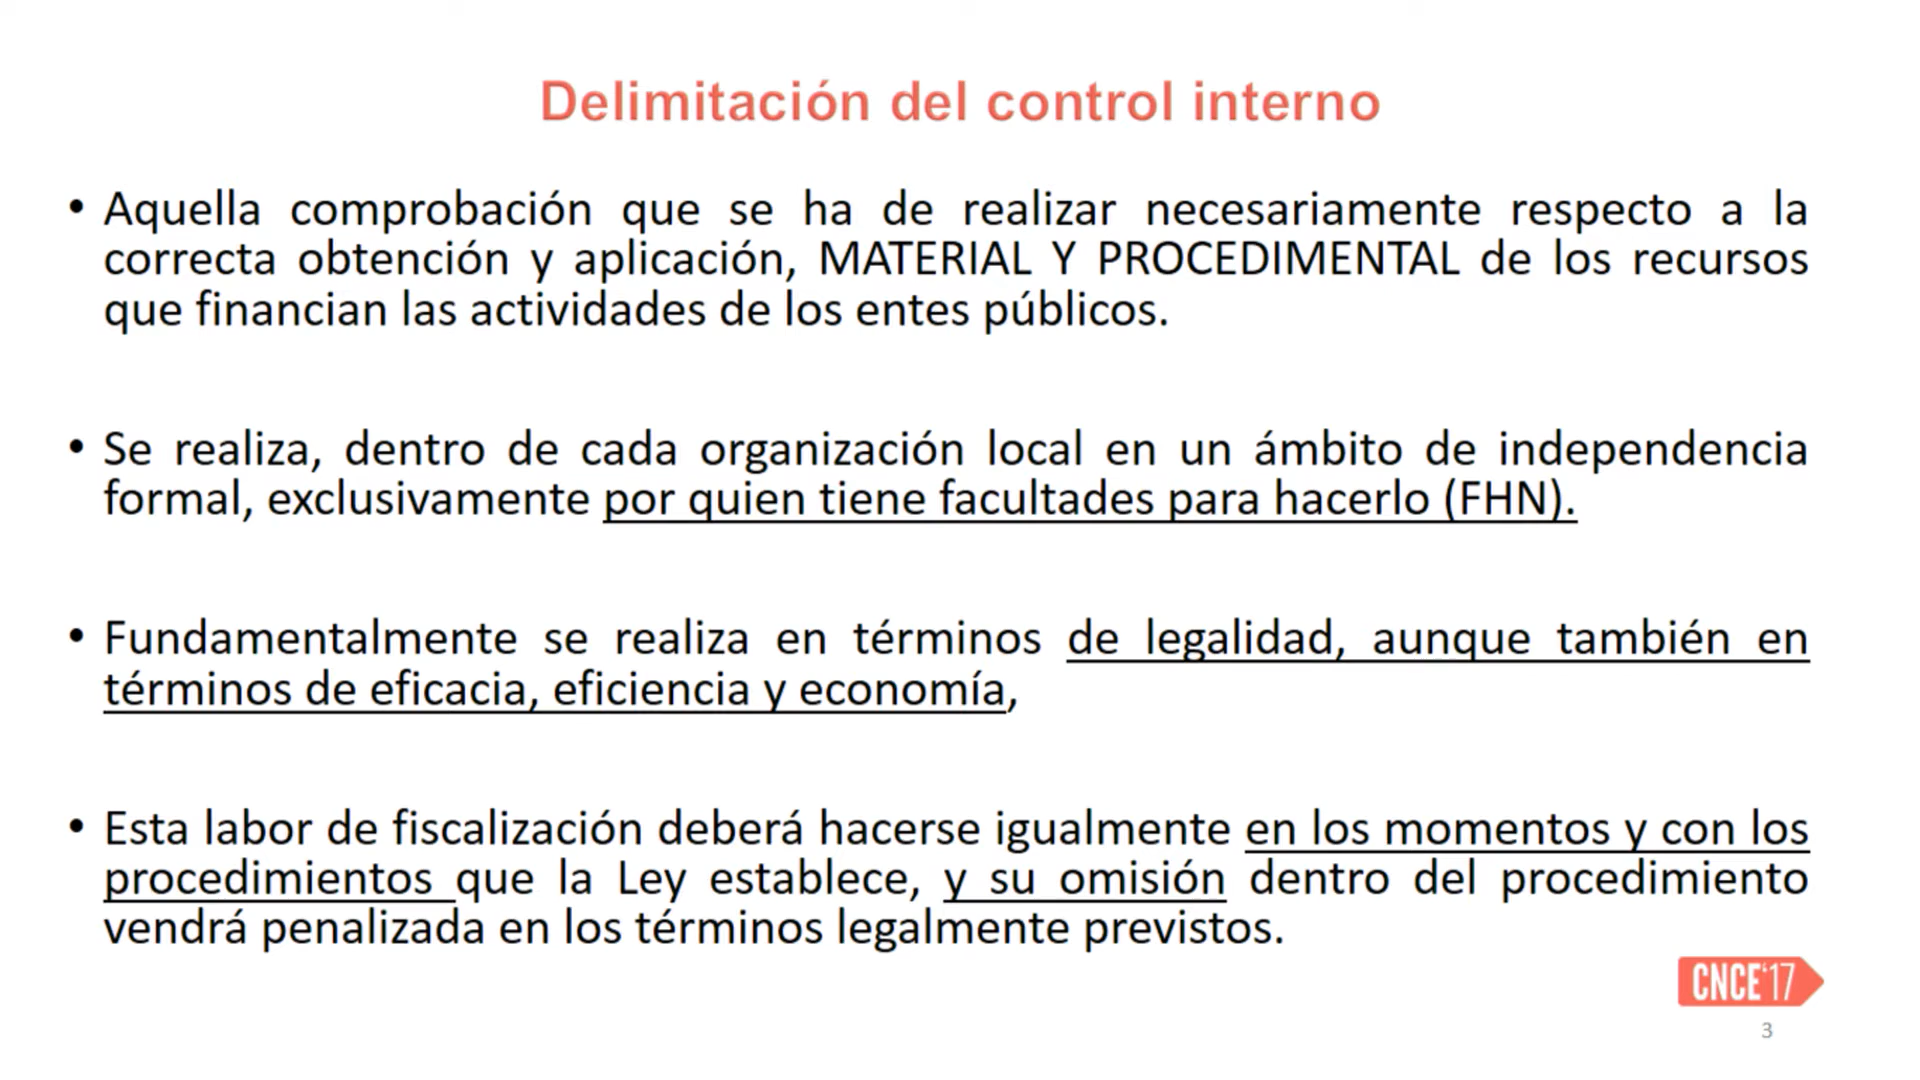 Delimitación del control interno
• Aquella comprobación que se ha de realizar necesariamente respecto a la
correcta obtención y aplicación, MATERIAL Y PROCEDIMENTAL de los recursos
que financian las actividades de los entes públicos.
• Se realiza, dentro de cada organización local en un ámbito de independencia
formal, exclusivamente por quien tiene facultades para hacerlo (FHN).
• Fundamentalmente se realiza en términos de legalidad, aunque también en
términos de eficacia, eficiencia y economía,
• Esta labor de fiscalización deberá hacerse igualmente en los momentos y con los
procedimientos que la Ley establece, y su omisión dentro del procedimiento
vendrá penalizada en los términos legalmente previstos.
CNCE'17
3